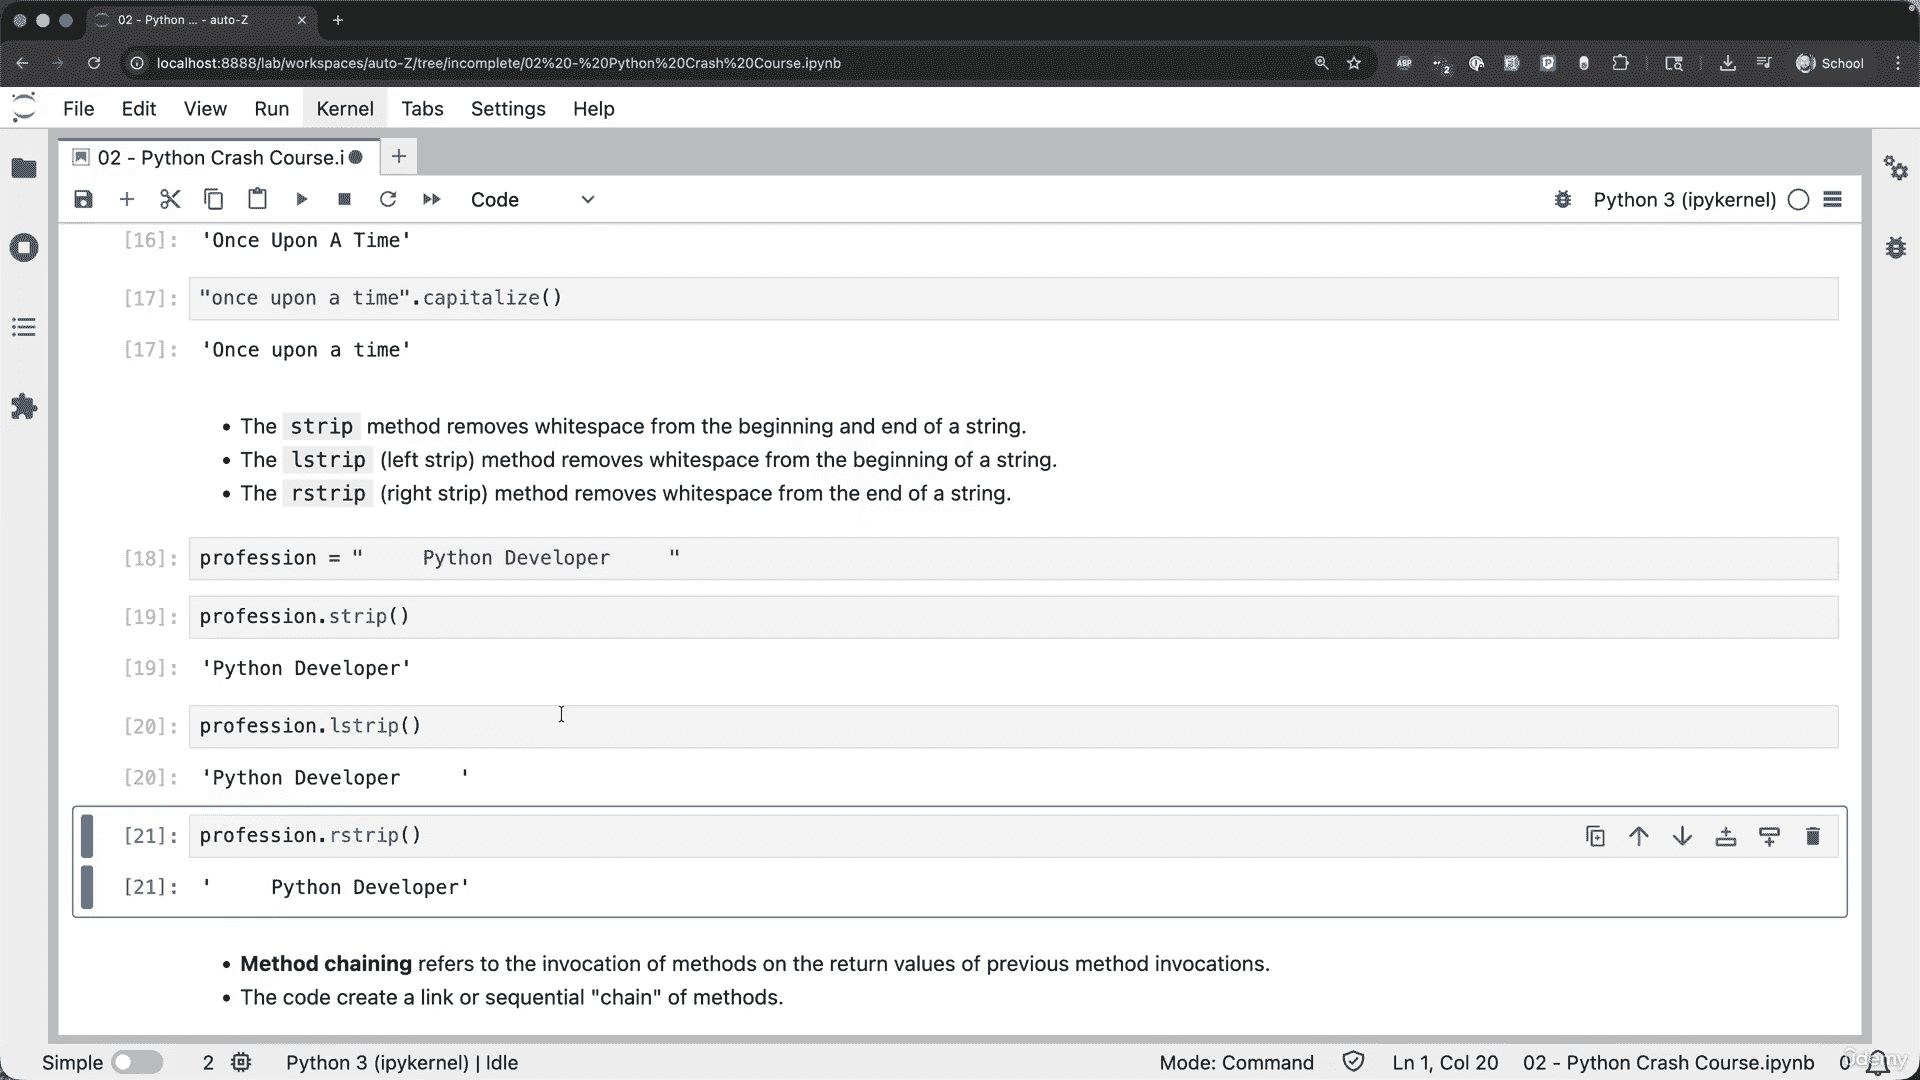 02 - Python ... - auto-Z
localhost:8888/lab/workspaces/auto-Z/tree/incomplete/02%20-%20Python%20Crash%20Course.ipynb
ABP
2
School
File Edit View Run Kernel Tabs Settings Help
02 - Python Crash Course.i
Code
Python 3 (ipykernel)
[16]: 'Once Upon A Time'
[17]: "once upon a time".capitalize()
[17]: 'Once upon a time'
• The strip method removes whitespace from the beginning and end of a string.
• The lstrip (left strip) method removes whitespace from the beginning of a string.
• The rstrip (right strip) method removes whitespace from the end of a string.
[18]: profession = "     Python Developer     "
[19]: profession.strip()
[19]: 'Python Developer'
[20]: profession.lstrip()
[20]: 'Python Developer     '
[21]: profession.rstrip()
[21]: '     Python Developer'
• Method chaining refers to the invocation of methods on the return values of previous method invocations.
• The code create a link or sequential "chain" of methods.
Simple 2 Python 3 (ipykernel) | Idle Mode: Command Ln 1, Col 20 02 - Python Crash Course.ipynb 0
Udemy